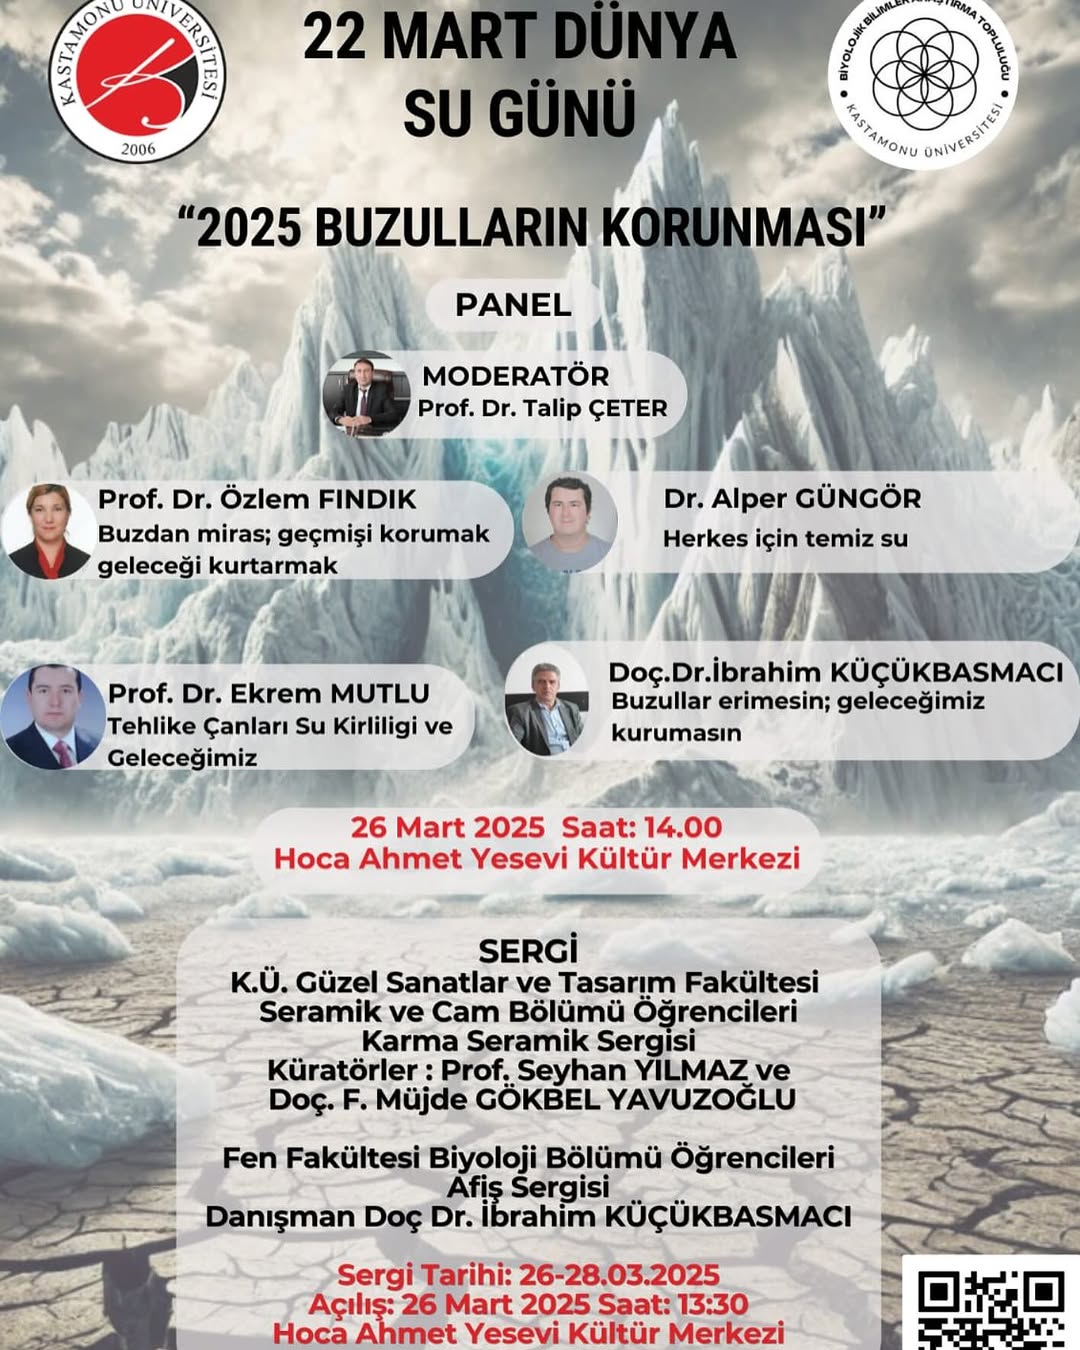 KASTAMONU ÜNİVERSİTESİ
2006
22 MART DÜNYA
SU GÜNÜ
BİYOLOJİK BİLİMLER ARAŞTIRMA TOPLULUĞU
KASTAMONU ÜNİVERSİTESİ
“2025 BUZULLARIN KORUNMASI”
PANEL
MODERATÖR
Prof. Dr. Talip ÇETER
Prof. Dr. Özlem FINDIK
Buzdan miras; geçmişi korumak
geleceği kurtarmak
Dr. Alper GÜNGÖR
Herkes için temiz su
Prof. Dr. Ekrem MUTLU
Tehlike Çanları Su Kirliligi ve
Geleceğimiz
Doç.Dr.İbrahim KÜÇÜKBASMACI
Buzullar erimesin; geleceğimiz
kurumasın
26 Mart 2025 Saat: 14.00
Hoca Ahmet Yesevi Kültür Merkezi
SERGİ
K.Ü. Güzel Sanatlar ve Tasarım Fakültesi
Seramik ve Cam Bölümü Öğrencileri
Karma Seramik Sergisi
Küratörler : Prof. Seyhan YILMAZ ve
Doç. F. Müjde GÖKBEL YAVUZOĞLU
Fen Fakültesi Biyoloji Bölümü Öğrencileri
Afiş Sergisi
Danışman Doç Dr. İbrahim KÜÇÜKBASMACI
Sergi Tarihi: 26-28.03.2025
Açılış: 26 Mart 2025 Saat: 13:30
Hoca Ahmet Yesevi Kültür Merkezi